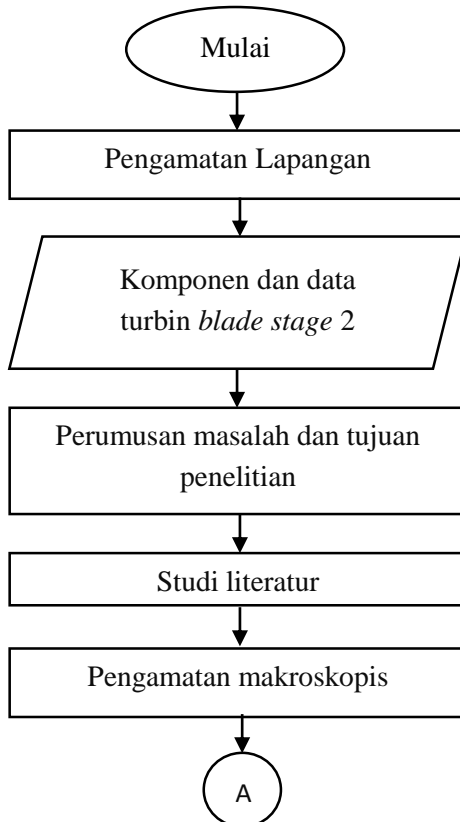 Mulai
Pengamatan Lapangan
Komponen dan data
turbin blade stage 2
Perumusan masalah dan tujuan
penelitian
Studi literatur
Pengamatan makroskopis
A